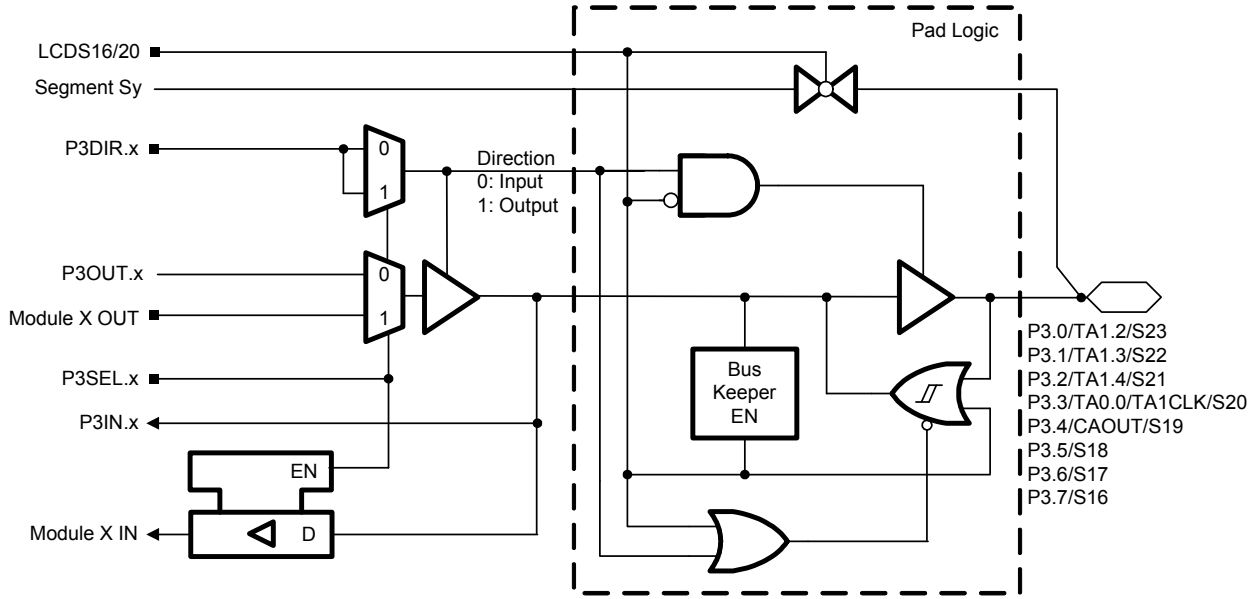 Pad Logic
LCDS16/20
Segment Sy
P3DIR.x
0
1
Direction
0: Input
1: Output
P3OUT.x
0
Module X OUT
1
P3SEL.x
P3IN.x
Bus
Keeper
EN
P3.0/TA1.2/S23
P3.1/TA1.3/S22
P3.2/TA1.4/S21
P3.3/TA0.0/TA1CLK/S20
P3.4/CAOUT/S19
P3.5/S18
P3.6/S17
P3.7/S16
EN
Module X IN
D